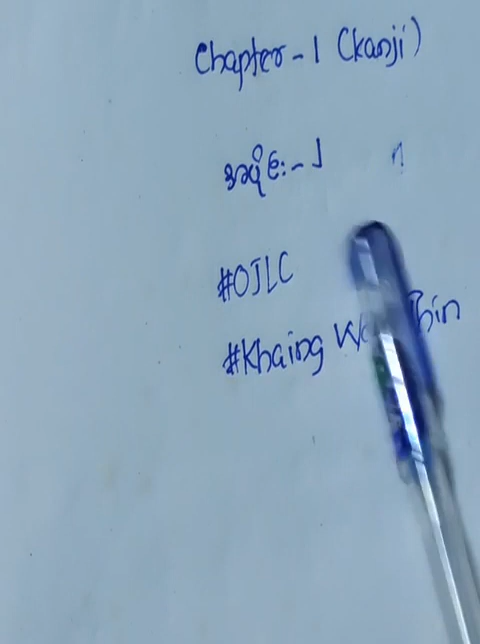 Chapter - 1 (Kanji)
အပိုင်း - ၂
#OJLC
#Khaing